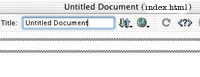 Untitled Document (index.html)
Title: Untitled Document
<?>